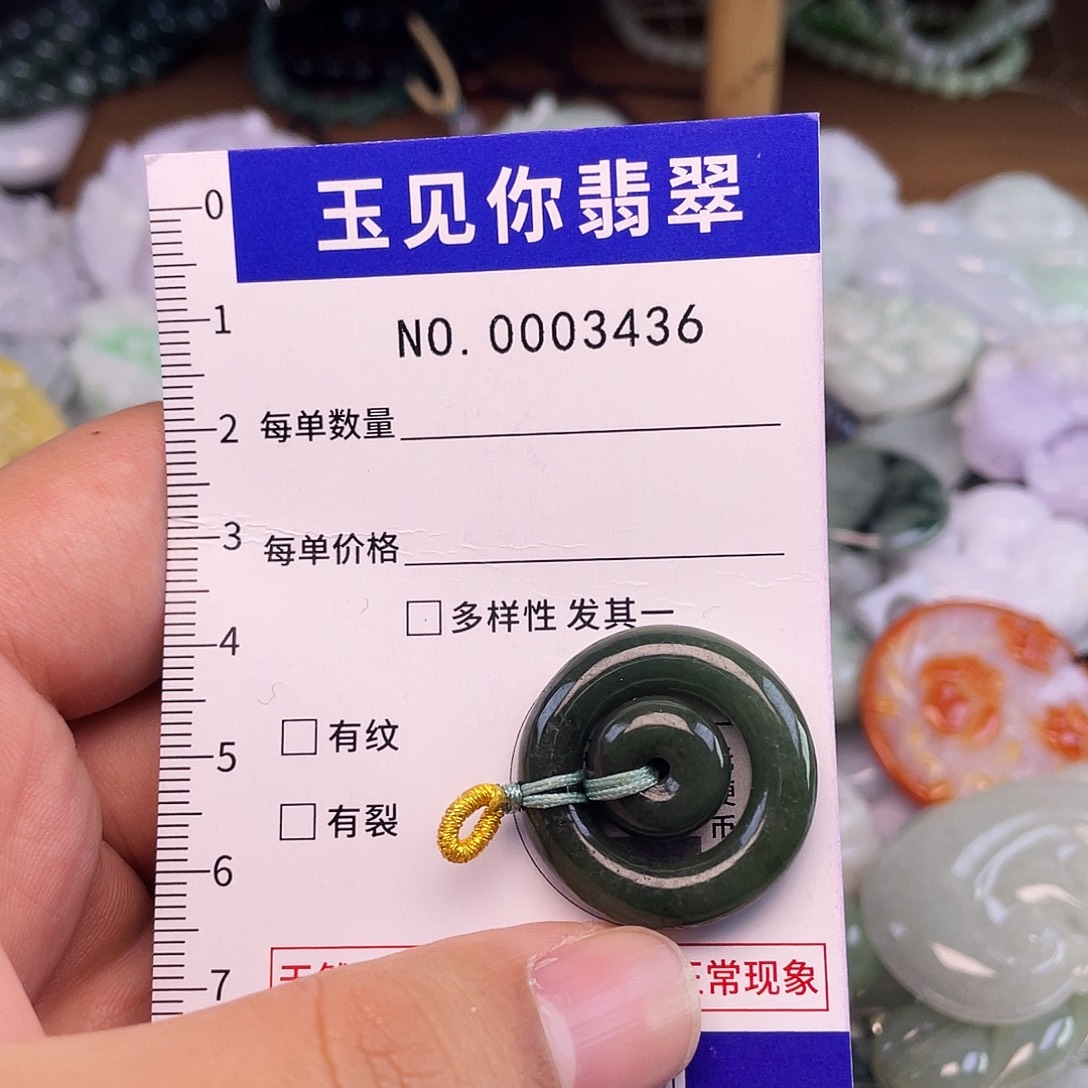 玉见你翡翠
0
NO.0003436
1
2 每单数量
3 每单价格
□多样性 发其一
4
□有纹
5
□有裂
币
6
7
正常现象